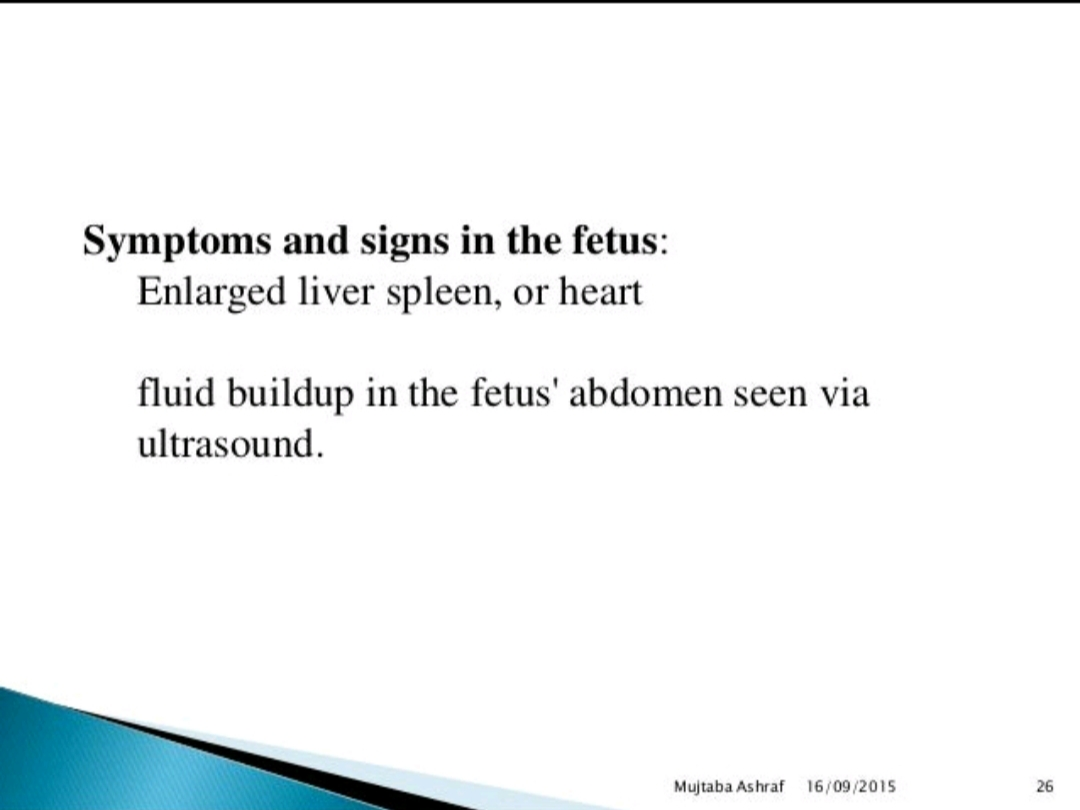 Symptoms and signs in the fetus:
Enlarged liver spleen, or heart
fluid buildup in the fetus' abdomen seen via
ultrasound.
Mujtaba Ashraf 16/09/2015 26